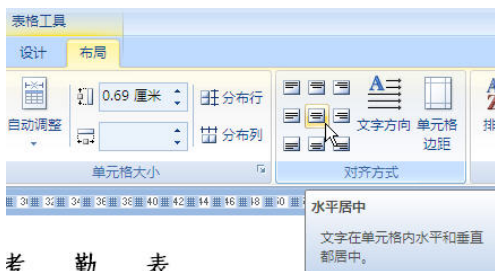 表格工具
设计 布局
0.69 厘米 分布行
自动调整 分布列
文字方向 单元格边距
单元格大小 对齐方式
水平居中
文字在单元格内水平和垂直
都居中。
考 勤 表